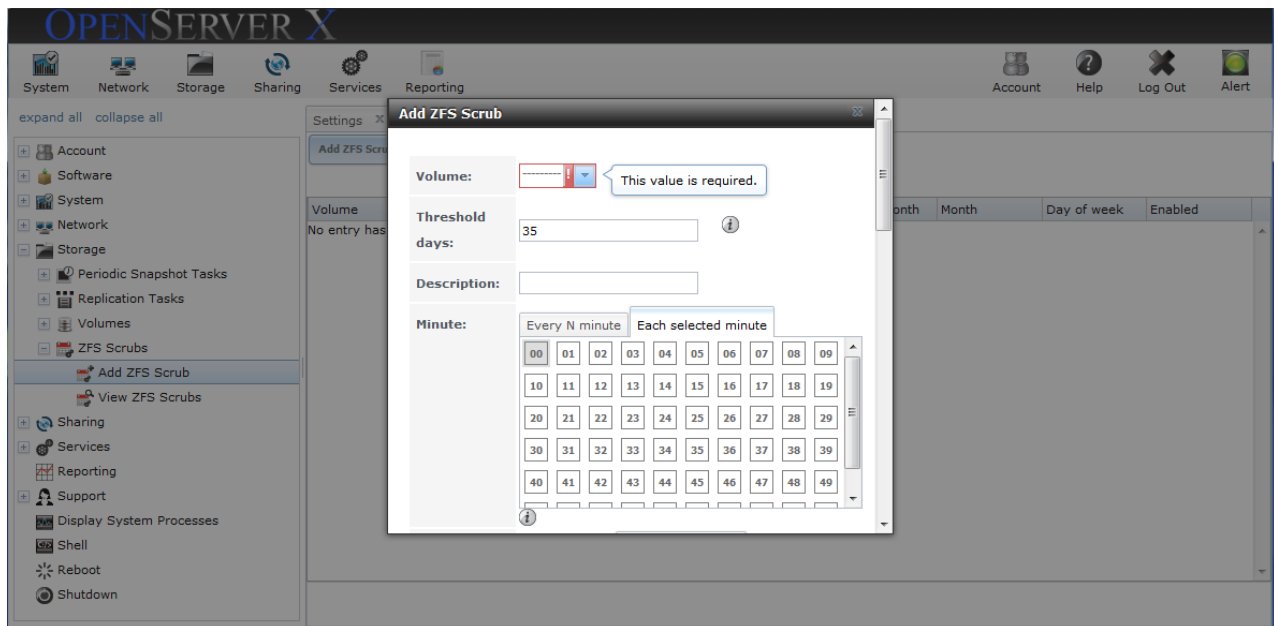 OPENSERVER X
System Network Storage Sharing Services Reporting Account Help Log Out Alert
expand all collapse all
Account
Software
System
Network
Storage
Periodic Snapshot Tasks
Replication Tasks
Volumes
ZFS Scrubs
Add ZFS Scrub
View ZFS Scrubs
Sharing
Services
Reporting
Support
Display System Processes
Shell
Reboot
Shutdown
Settings X
Add ZFS Scru
Volume onth Month Day of week Enabled
No entry has
Add ZFS Scrub
Volume: --------- ! This value is required.
Threshold
days: 35 i
Description:
Minute: Every N minute Each selected minute
00 01 02 03 04 05 06 07 08 09
10 11 12 13 14 15 16 17 18 19
20 21 22 23 24 25 26 27 28 29
30 31 32 33 34 35 36 37 38 39
40 41 42 43 44 45 46 47 48 49
i